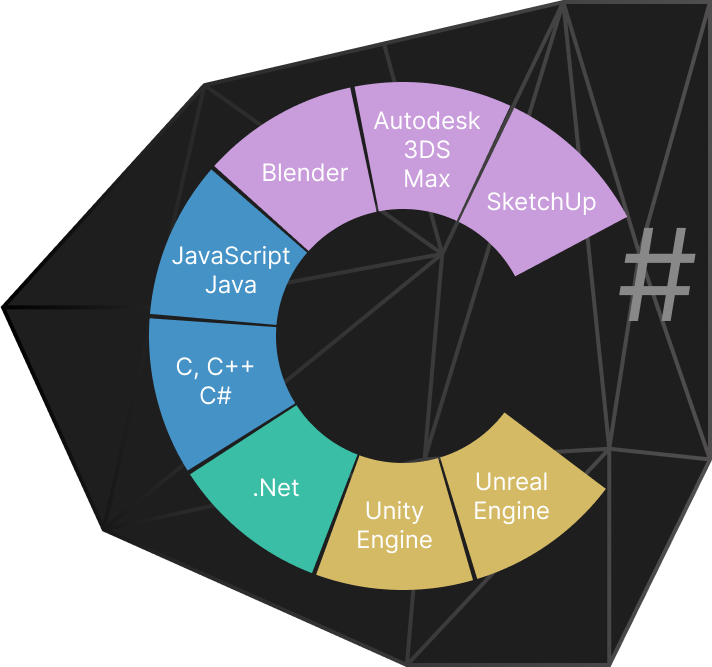 Autodesk
3DS
Max
Blender
SketchUp
JavaScript
Java
#
C, C++
C#
.Net
Unity
Engine
Unreal
Engine